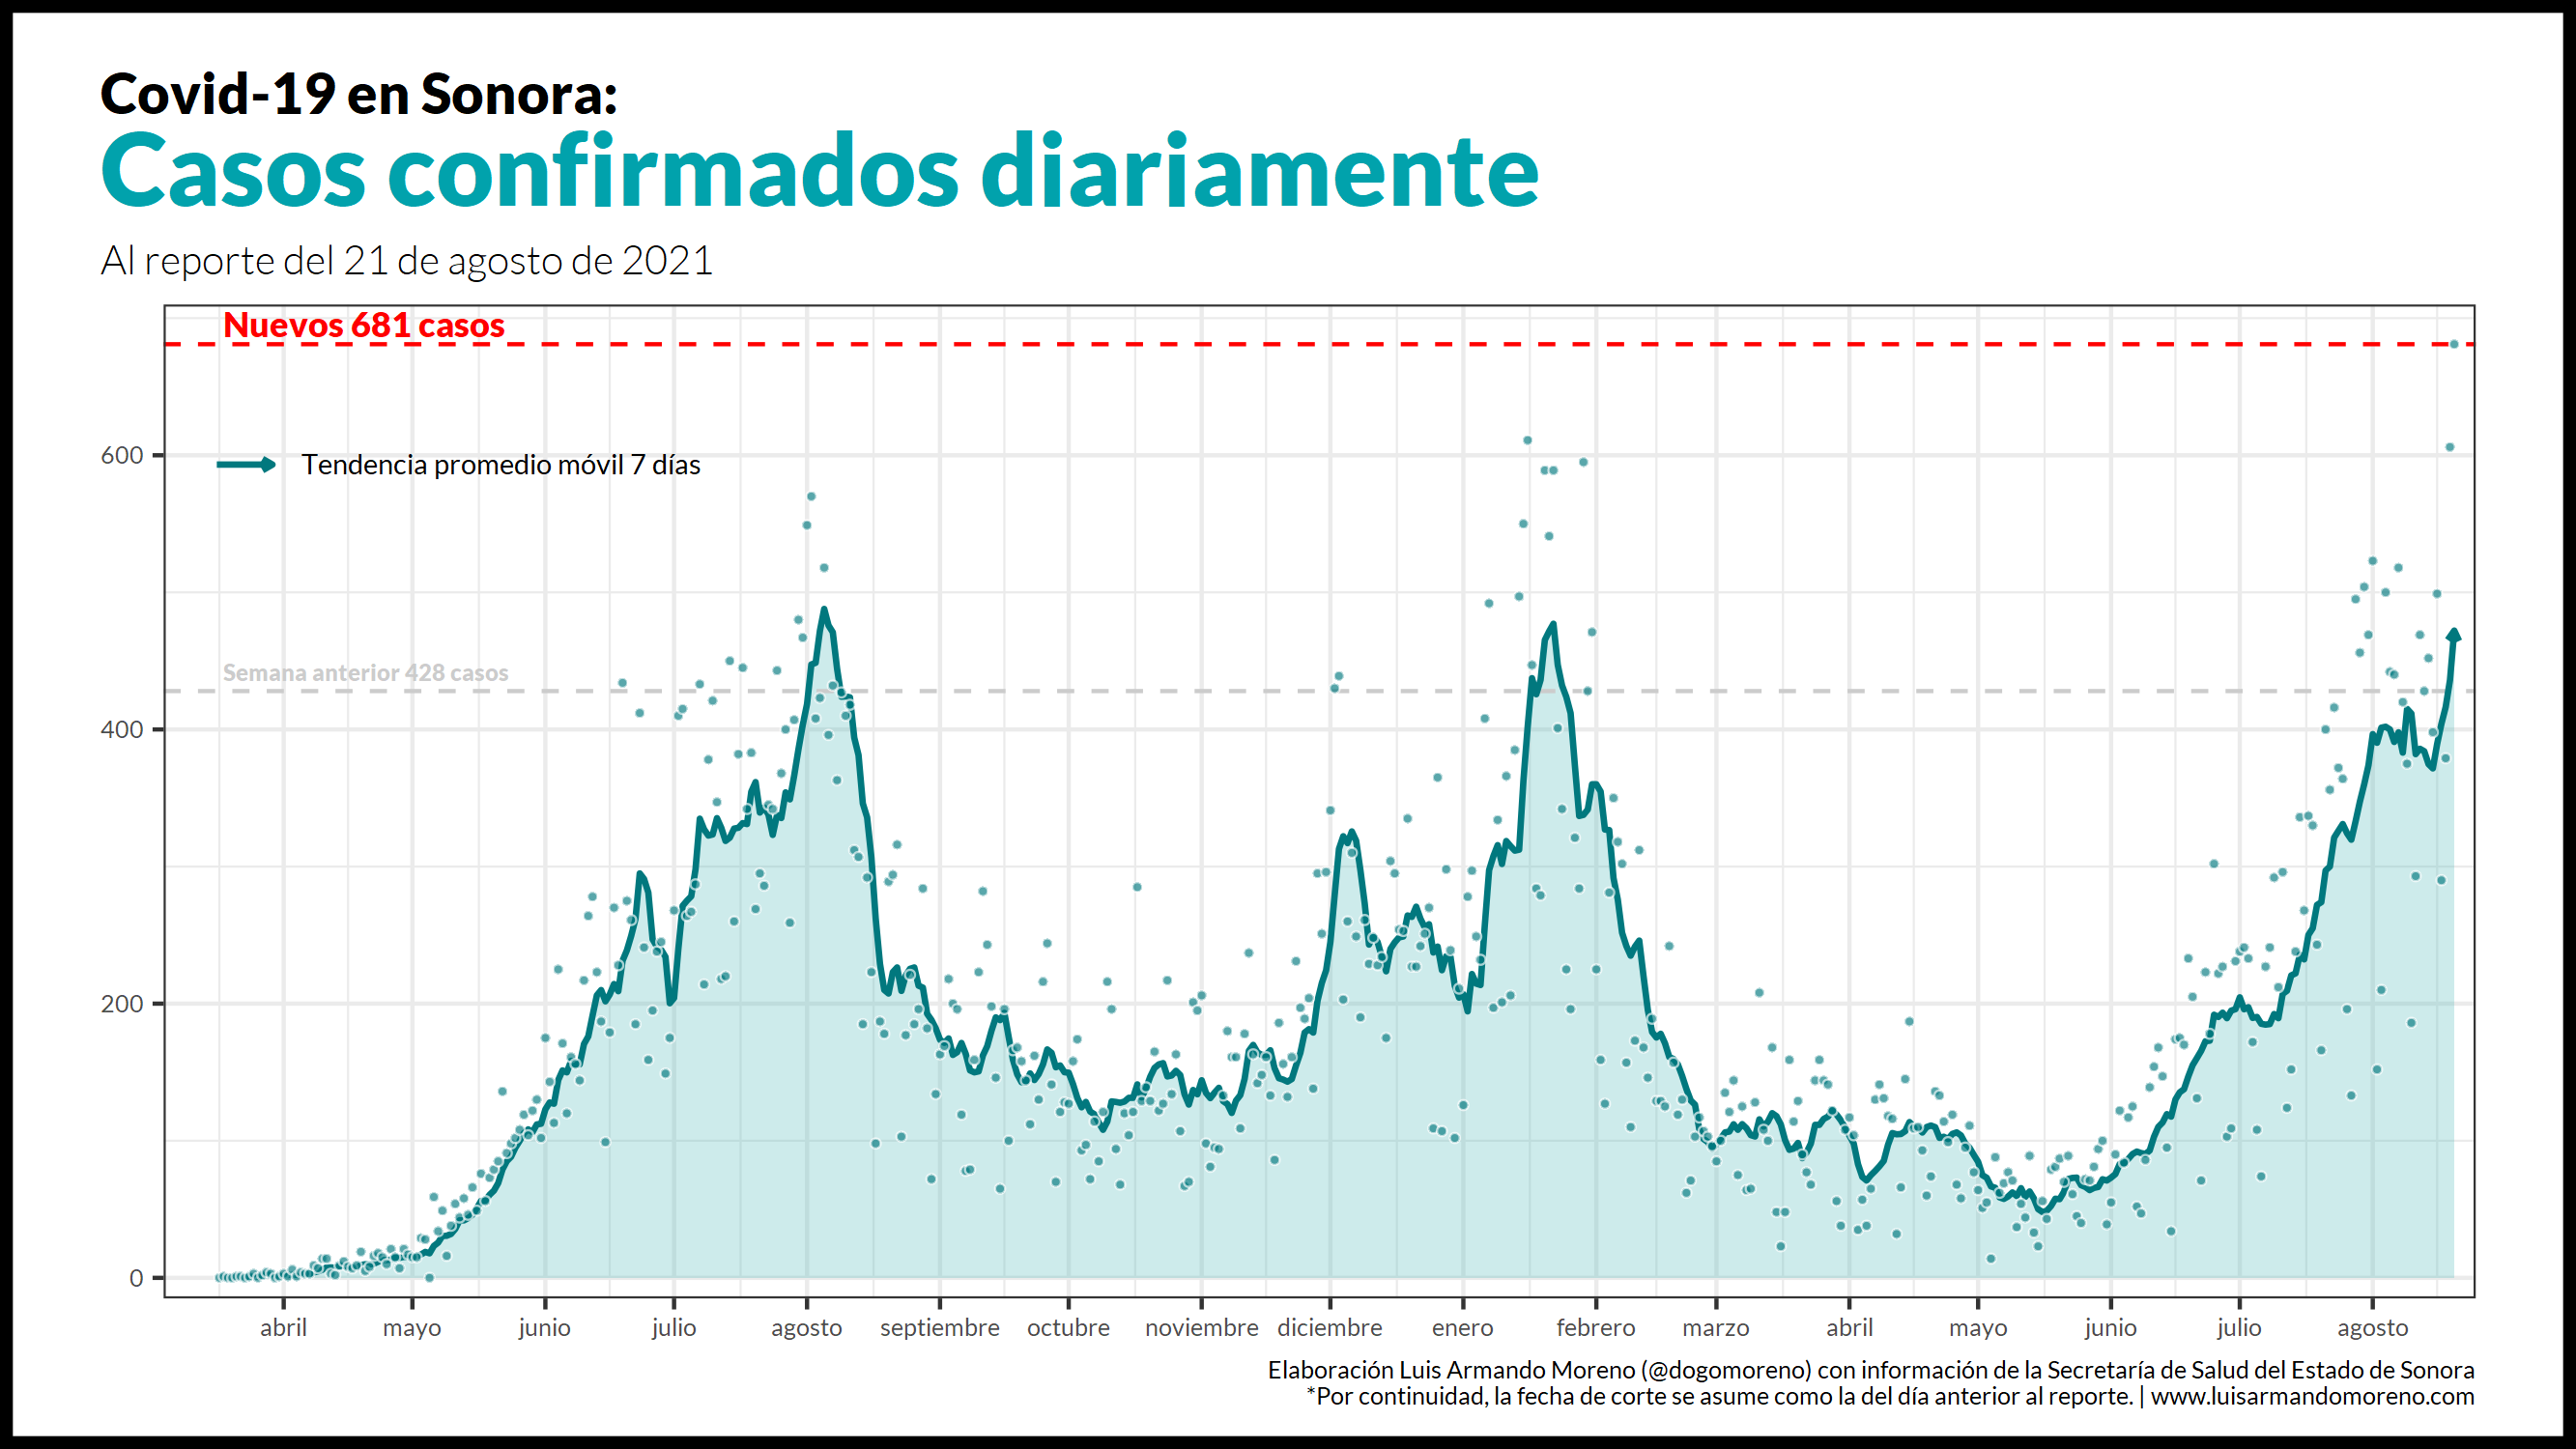 Covid-19 en Sonora:
Casos confirmados diariamente
Al reporte del 21 de agosto de 2021
Nuevos 681 casos
600
Tendencia promedio móvil 7 días
Semana anterior 428 casos
400
200
0
abril mayo junio julio agosto septiembre octubre noviembre diciembre enero febrero marzo abril mayo junio julio agosto
Elaboración Luis Armando Moreno (@dogomoreno) con información de la Secretaría de Salud del Estado de Sonora
*Por continuidad, la fecha de corte se asume como la del día anterior al reporte. | www.luisarmandomoreno.com